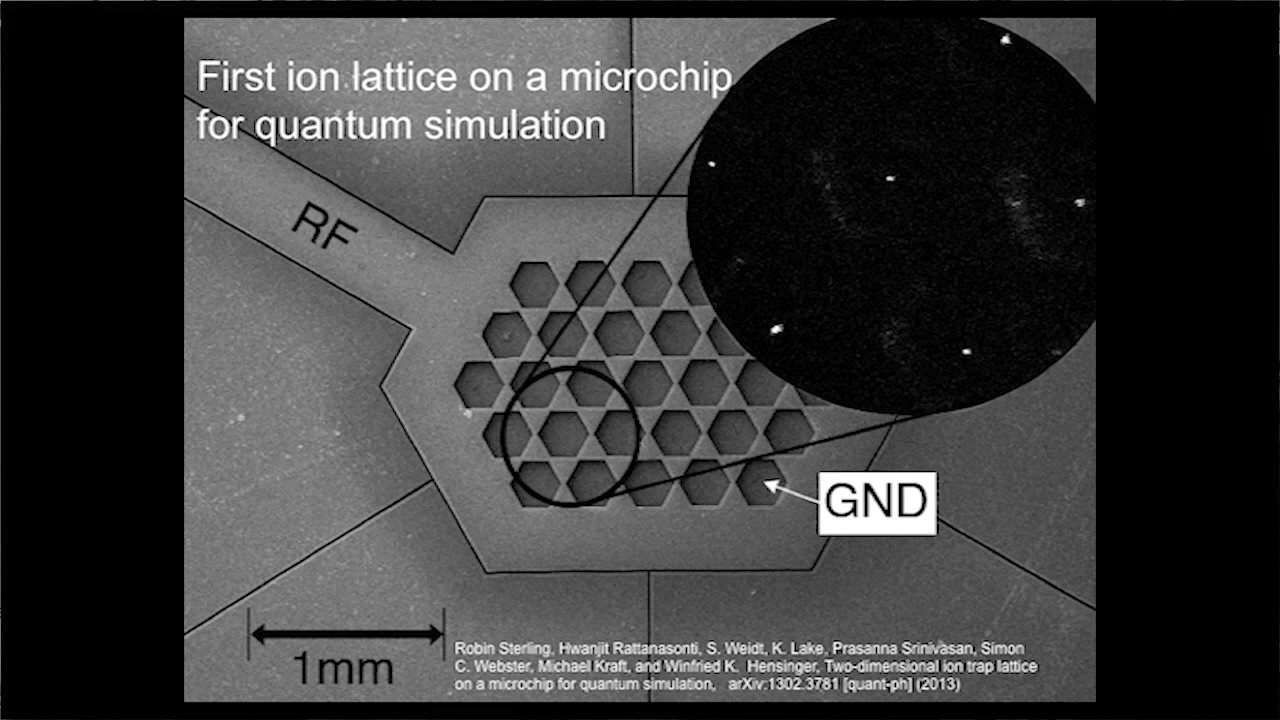 First ion lattice on a microchip
for quantum simulation
RF
GND
1mm
Robin Sterling, Hwanjit Rattanasonti, S. Weidt, K. Lake, Prasanna Srinivasan, Simon
C. Webster, Michael Kraft, and Winfried K. Hensinger, Two-dimensional ion trap lattice
on a microchip for quantum simulation, arXiv:1302.3781 [quant-ph] (2013)